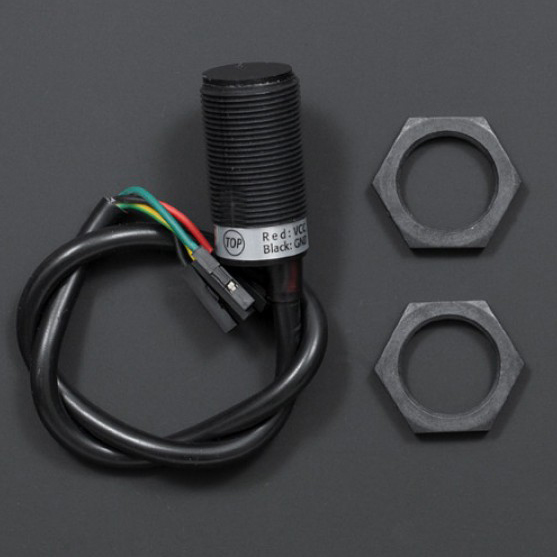 TOP
Red: VCC
Black: GND